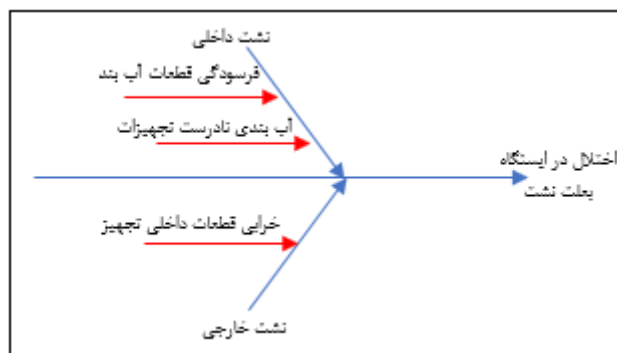 نشت داخلی
فرسودگی قطعات آب بند
آب بندی نادرست تجهیزات
اختلال در ایستگاه
بعلت نشت
خرابی قطعات داخلی تجهیز
نشت خارجی